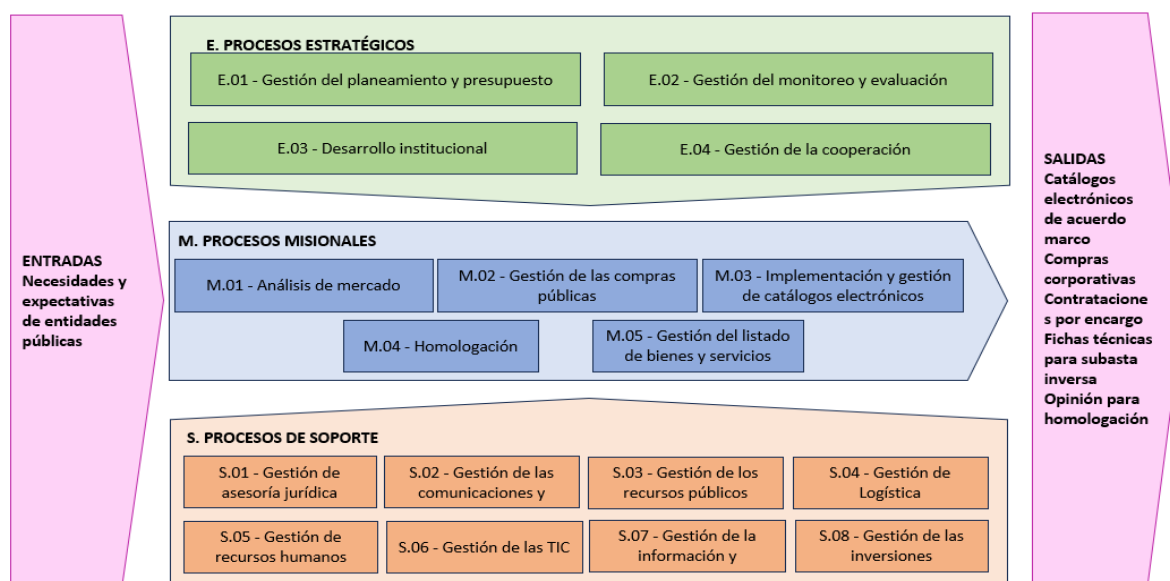 E. PROCESOS ESTRATÉGICOS
E.01 - Gestión del planeamiento y presupuesto
E.02 - Gestión del monitoreo y evaluación
E.03 - Desarrollo institucional
E.04 - Gestión de la cooperación
ENTRADAS
Necesidades y
expectativas
de entidades
públicas
M. PROCESOS MISIONALES
M.01 - Análisis de mercado
M.02 - Gestión de las compras
públicas
M.03 - Implementación y gestión
de catálogos electrónicos
M.04 - Homologación
M.05 - Gestión del listado
de bienes y servicios
S. PROCESOS DE SOPORTE
S.01 - Gestión de
asesoría jurídica
S.02 - Gestión de las
comunicaciones y
S.03 - Gestión de los
recursos públicos
S.04 - Gestión de
Logística
S.05 - Gestión de
recursos humanos
S.06 - Gestión de las TIC
S.07 - Gestión de la
información y
S.08 - Gestión de las
inversiones
SALIDAS
Catálogos
electrónicos
de acuerdo
marco
Compras
corporativas
Contratacione
s por encargo
Fichas técnicas
para subasta
inversa
Opinión para
homologación